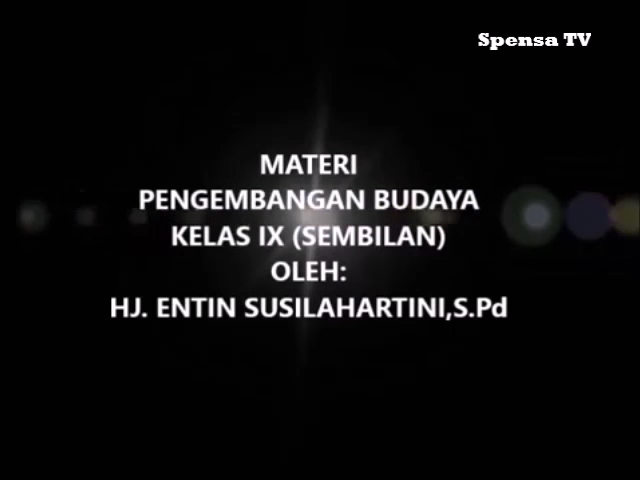 Spensa TV
MATERI
PENGEMBANGAN BUDAYA
KELAS IX (SEMBILAN)
OLEH:
HJ. ENTIN SUSILAHARTINI,S.Pd